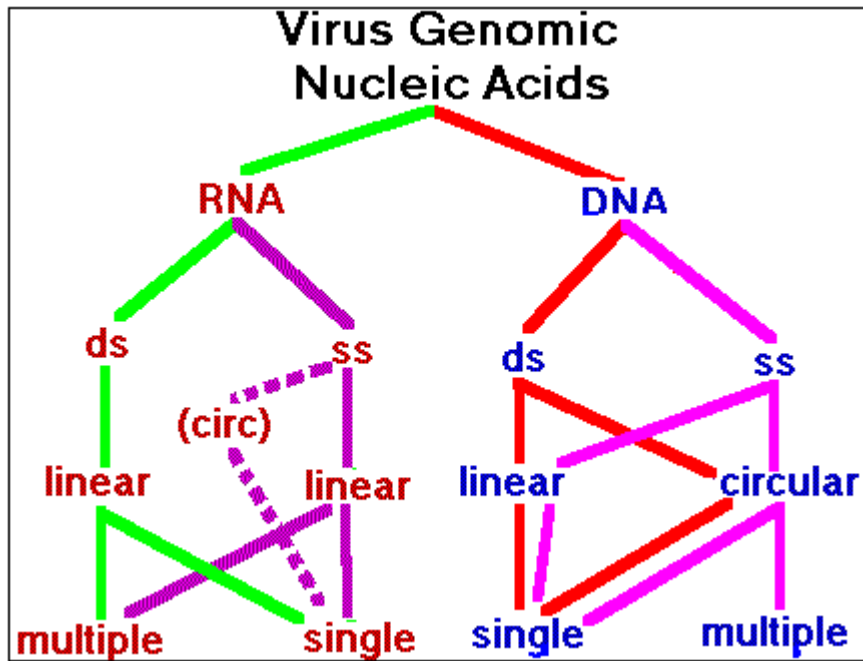 Virus Genomic
Nucleic Acids
RNA DNA
ds ss ds ss
(circ)
linear linear linear circular
multiple single single multiple